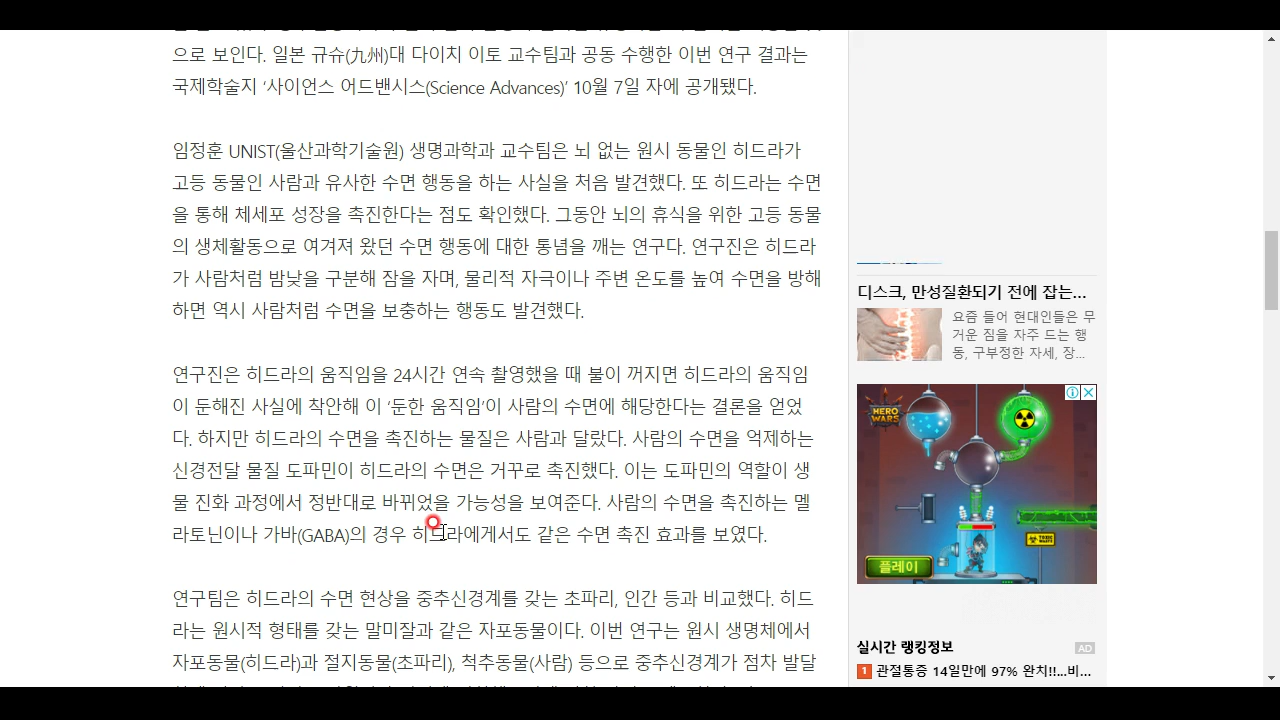 으로 보인다. 일본 규슈(九州)대 다이치 이토 교수팀과 공동 수행한 이번 연구 결과는
국제학술지 ‘사이언스 어드밴시스(Science Advances)’ 10월 7일 자에 공개됐다.
임정훈 UNIST(울산과학기술원) 생명과학과 교수팀은 뇌 없는 원시 동물인 히드라가
고등 동물인 사람과 유사한 수면 행동을 하는 사실을 처음 발견했다. 또 히드라는 수면
을 통해 체세포 성장을 촉진한다는 점도 확인했다. 그동안 뇌의 휴식을 위한 고등 동물
의 생체활동으로 여겨져 왔던 수면 행동에 대한 통념을 깨는 연구다. 연구진은 히드라
가 사람처럼 밤낮을 구분해 잠을 자며, 물리적 자극이나 주변 온도를 높여 수면을 방해
하면 역시 사람처럼 수면을 보충하는 행동도 발견했다.
연구진은 히드라의 움직임을 24시간 연속 촬영했을 때 불이 꺼지면 히드라의 움직임
이 둔해진 사실에 착안해 이 ‘둔한 움직임’이 사람의 수면에 해당한다는 결론을 얻었
다. 하지만 히드라의 수면을 촉진하는 물질은 사람과 달랐다. 사람의 수면을 억제하는
신경전달 물질 도파민이 히드라의 수면은 거꾸로 촉진했다. 이는 도파민의 역할이 생
물 진화 과정에서 정반대로 바뀌었을 가능성을 보여준다. 사람의 수면을 촉진하는 멜
라토닌이나 가바(GABA)의 경우 히드라에게서도 같은 수면 촉진 효과를 보였다.
연구팀은 히드라의 수면 현상을 중추신경계를 갖는 초파리, 인간 등과 비교했다. 히드
라는 원시적 형태를 갖는 말미잘과 같은 자포동물이다. 이번 연구는 원시 생명체에서
자포동물(히드라)과 절지동물(초파리), 척추동물(사람) 등으로 중추신경계가 점차 발달
디스크, 만성질환되기 전에 잡는...
요즘 들어 현대인들은 무
거운 짐을 자주 드는 행
동, 구부정한 자세, 장...
HERO
WARS
TOXIC
WASTE
플레이
실시간 랭킹정보
AD
1 관절통증 14일만에 97% 완치!!...비...